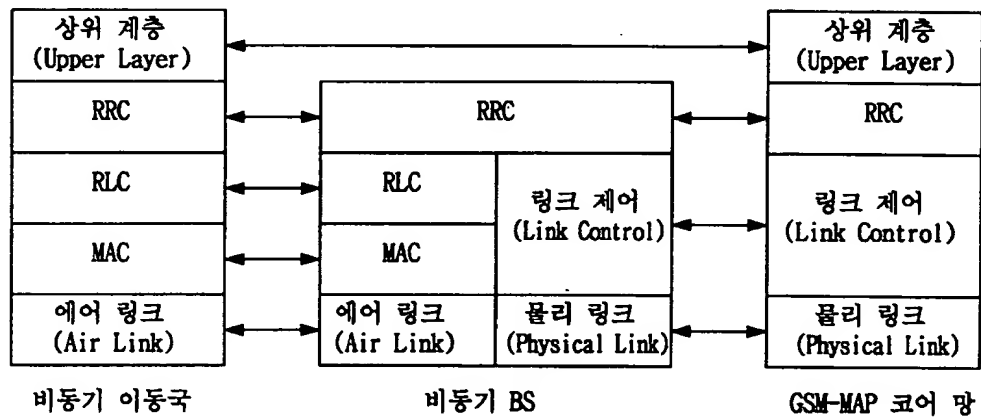 상위 계층
(Upper Layer)
RRC
RLC
MAC
에어 링크
(Air Link)
비동기 이동국
RRC
RLC
MAC
에어 링크
(Air Link)
링크 제어
(Link Control)
물리 링크
(Physical Link)
비동기 BS
상위 계층
(Upper Layer)
RRC
링크 제어
(Link Control)
물리 링크
(Physical Link)
GSM-MAP 코어 망